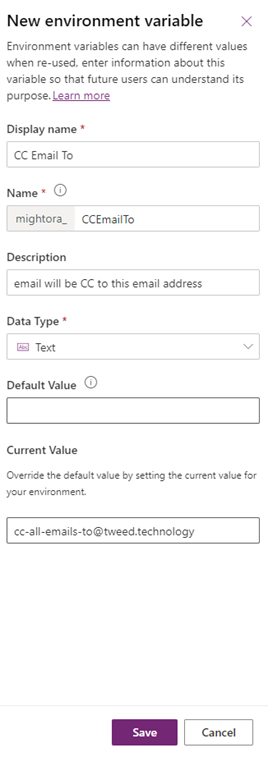 New environment variable
Environment variables can have different values
when re-used, enter information about this
variable so that future users can understand its
purpose. Learn more
Display name *
CC Email To
Name *
mightora_ CCEmailTo
Description
email will be CC to this email address
Data Type *
Abc Text
Default Value
Current Value
Override the default value by setting the current value for
your environment.
cc-all-emails-to@tweed.technology
Save Cancel